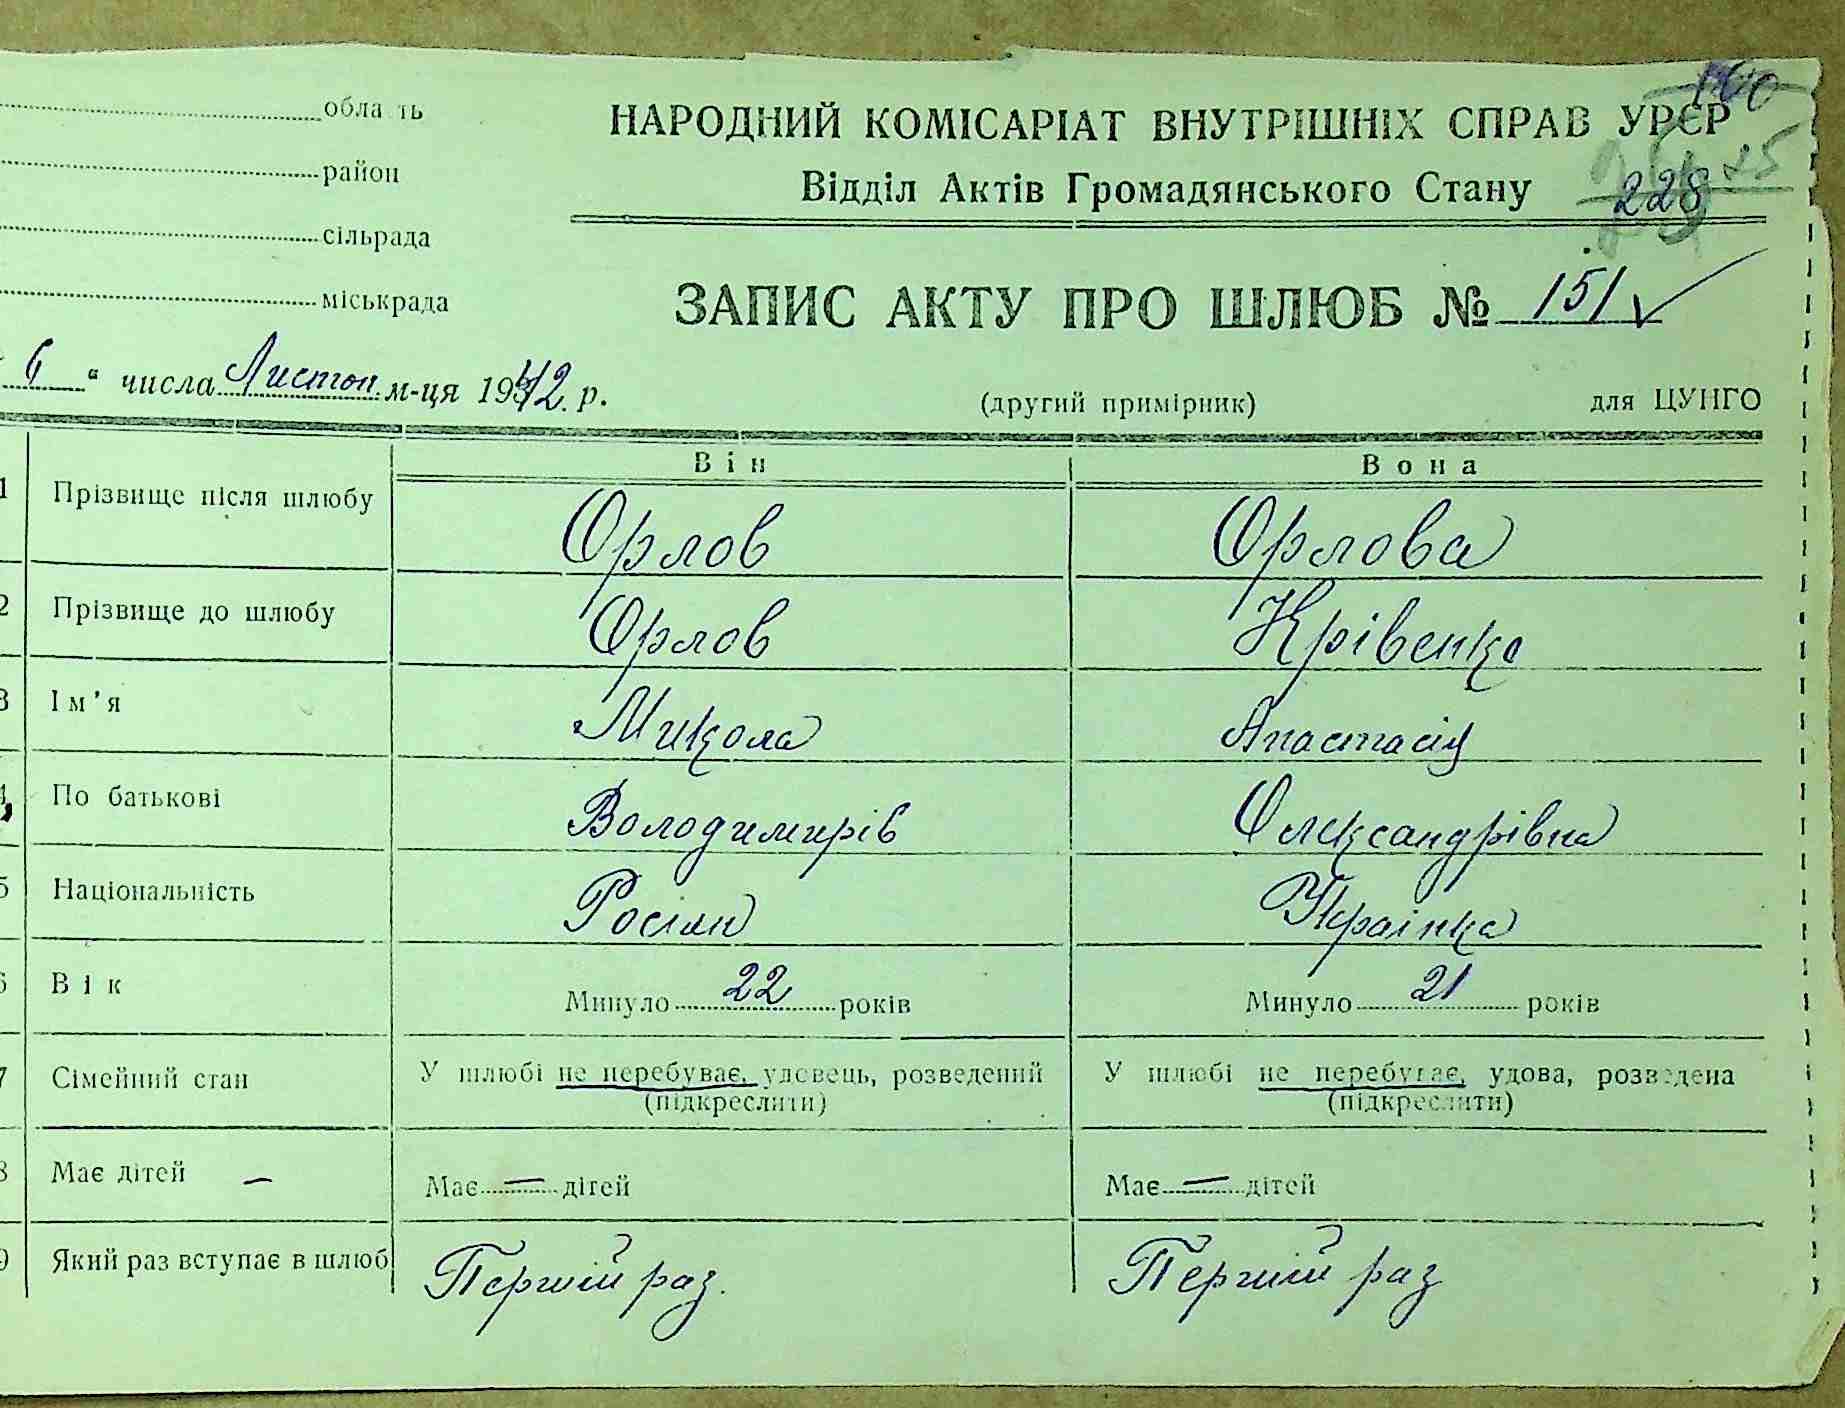 область
район
сільрада
міськрада
НАРОДНИЙ КОМІСАРІАТ ВНУТРІШНІХ СПРАВ УРСР
Відділ Актів Громадянського Стану
228
ЗАПИС АКТУ ПРО ШЛЮБ № 151
6 " числа Листоп. м-ця 1942 р.
(другий примірник) для ЦУНГО
Він Вона
1 Прізвище після шлюбу Орлов Орлова
2 Прізвище до шлюбу Орлов Крівенко
3 Ім'я Микола Анастасія
4 По батькові Володимирів Олександрівна
5 Національність Росіян Українка
6 Вік Минуло 22 років Минуло 21 років
7 Сімейний стан У шлюбі не перебуває, удовець, розведений У шлюбі не перебуває, удова, розведена
(підкреслити) (підкреслити)
8 Має дітей — Має — дітей Має — дітей
9 Який раз вступає в шлюб Перший раз. Перший раз